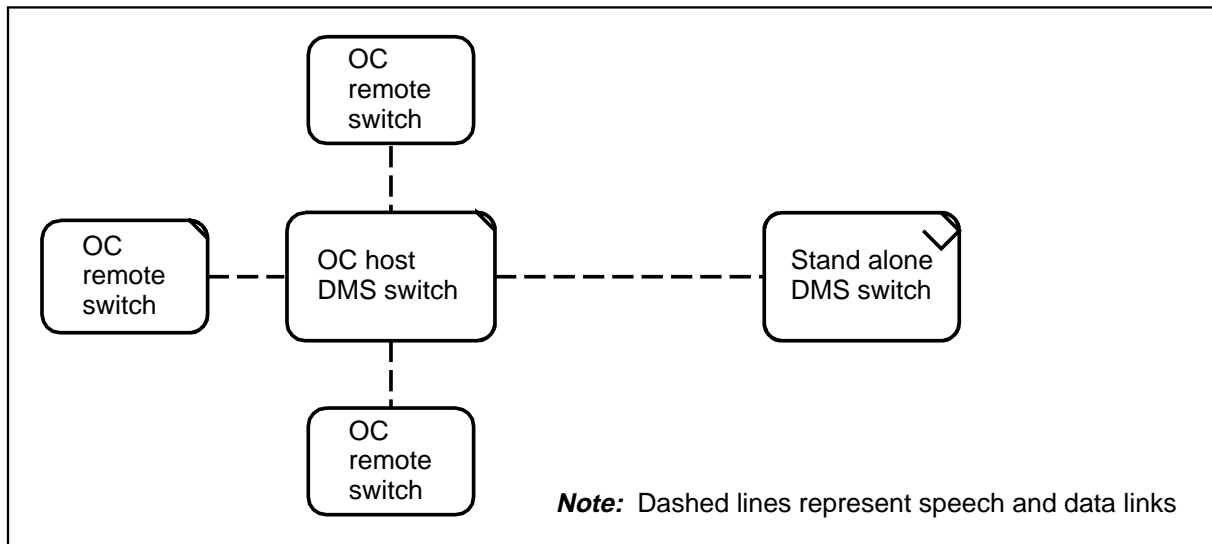 OC
remote
switch
OC
remote
switch
OC host
DMS switch
Stand alone
DMS switch
OC
remote
switch
Note: Dashed lines represent speech and data links